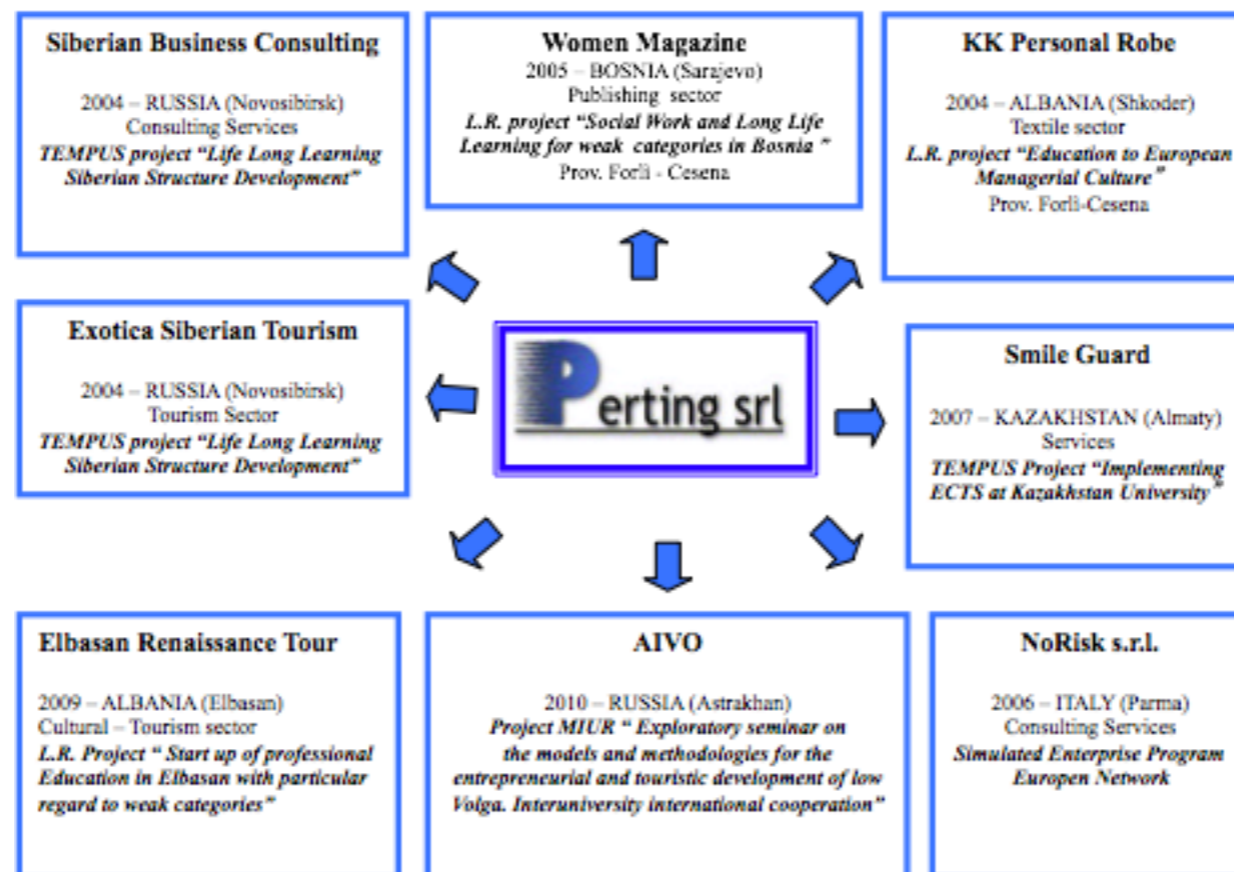 Siberian Business Consulting
2004 – RUSSIA (Novosibirsk)
Consulting Services
TEMPUS project “Life Long Learning
Siberian Structure Development”
Women Magazine
2005 – BOSNIA (Sarajevo)
Publishing sector
L.R. project “Social Work and Long Life
Learning for weak categories in Bosnia ”
Prov. Forlì - Cesena
KK Personal Robe
2004 – ALBANIA (Shkoder)
Textile sector
L.R. project “Education to European
Managerial Culture”
Prov. Forlì-Cesena
Exotica Siberian Tourism
2004 – RUSSIA (Novosibirsk)
Tourism Sector
TEMPUS project “Life Long Learning
Siberian Structure Development”
Perting srl
Smile Guard
2007 – KAZAKHSTAN (Almaty)
Services
TEMPUS Project “Implementing
ECTS at Kazakhstan University”
Elbasan Renaissance Tour
2009 – ALBANIA (Elbasan)
Cultural – Tourism sector
L.R. Project “ Start up of professional
Education in Elbasan with particular
regard to weak categories”
AIVO
2010 – RUSSIA (Astrakhan)
Project MIUR “ Exploratory seminar on
the models and methodologies for the
entrepreneurial and touristic development of low
Volga. Interuniversity international cooperation”
NoRisk s.r.l.
2006 – ITALY (Parma)
Consulting Services
Simulated Enterprise Program
Europen Network